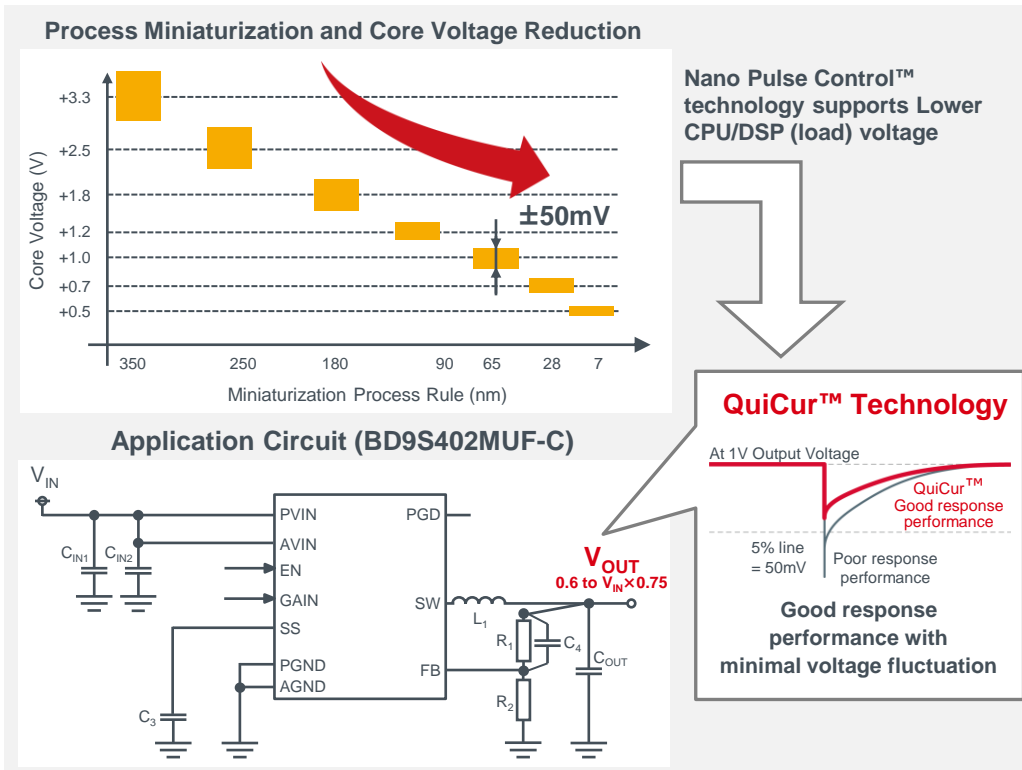 Process Miniaturization and Core Voltage Reduction
Core Voltage (V)
+3.3
+2.5
+1.8
+1.2
+1.0
+0.7
+0.5
±50mV
350 250 180 90 65 28 7
Miniaturization Process Rule (nm)
Nano Pulse Control™
technology supports Lower
CPU/DSP (load) voltage
Application Circuit (BD9S402MUF-C)
VIN
CIN1
CIN2
C3
PVIN
AVIN
EN
GAIN
SS
PGND
AGND
PGD
SW
FB
L1
R1
C4
R2
COUT
VOUT
0.6 to VIN×0.75
QuiCur™ Technology
At 1V Output Voltage
QuiCur™
Good response
performance
5% line
= 50mV
Poor response
performance
Good response
performance with
minimal voltage fluctuation